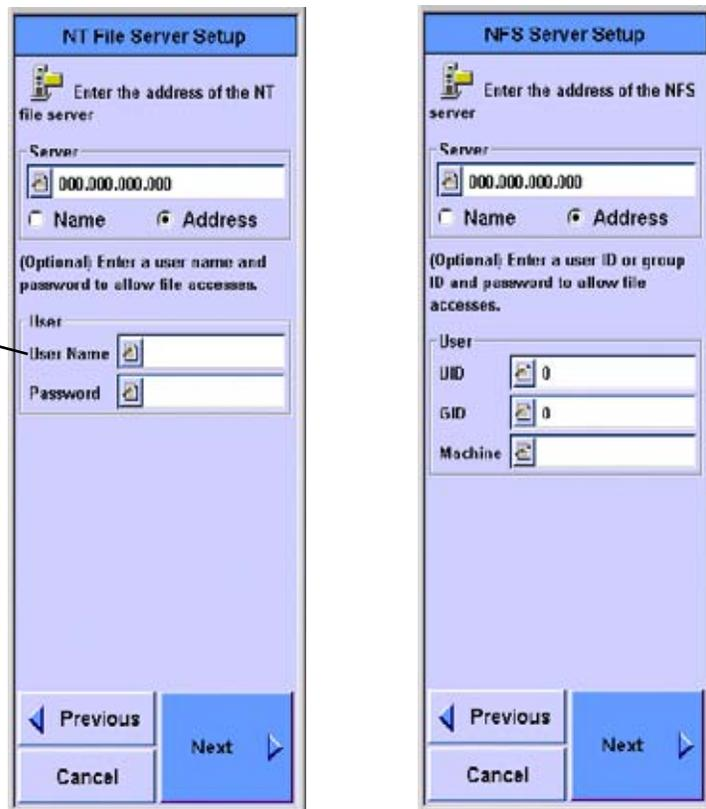 NT File Server Setup
Enter the address of the NT
file server
Server
000.000.000.000
Name Address
(Optional) Enter a user name and
password to allow file accesses.
User
User Name
Password
Previous
Next
Cancel
NFS Server Setup
Enter the address of the NFS
server
Server
000.000.000.000
Name Address
(Optional) Enter a user ID or group
ID and password to allow file
accesses.
User
UID 0
GID 0
Machine
Previous
Next
Cancel